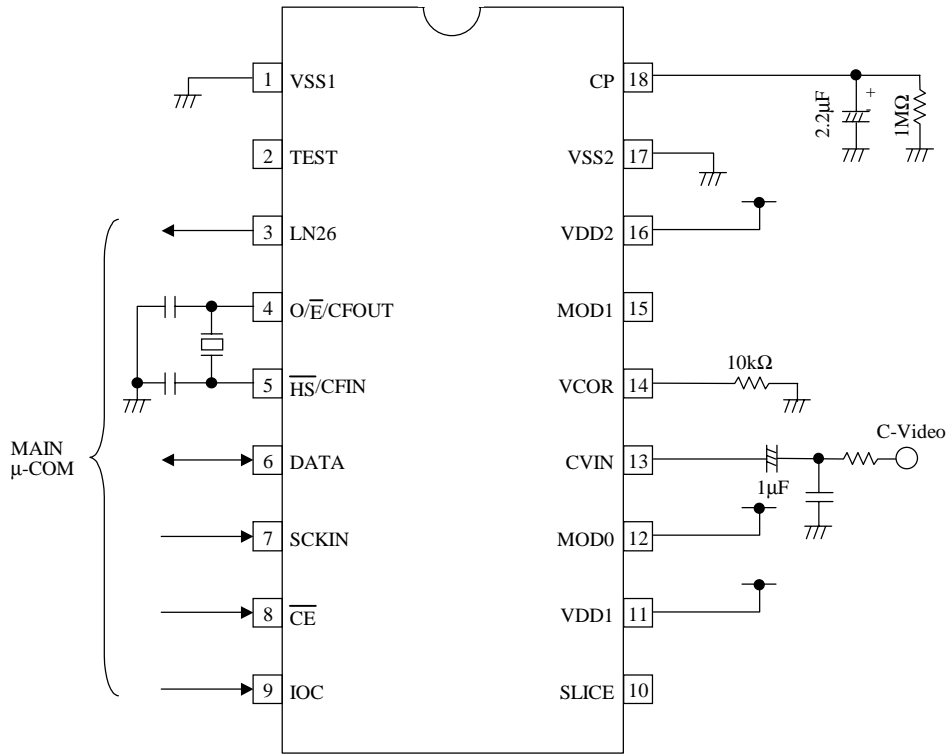 1 VSS1
2 TEST
3 LN26
4 O/E̅/CFOUT
5 H̅S̅/CFIN
6 DATA
7 SCKIN
8 C̅E̅
9 IOC
MAIN
μ-COM
CP 18
VSS2 17
VDD2 16
MOD1 15
VCOR 14
CVIN 13
MOD0 12
VDD1 11
SLICE 10
2.2μF
+
-
1MΩ
10kΩ
C-Video
1μF